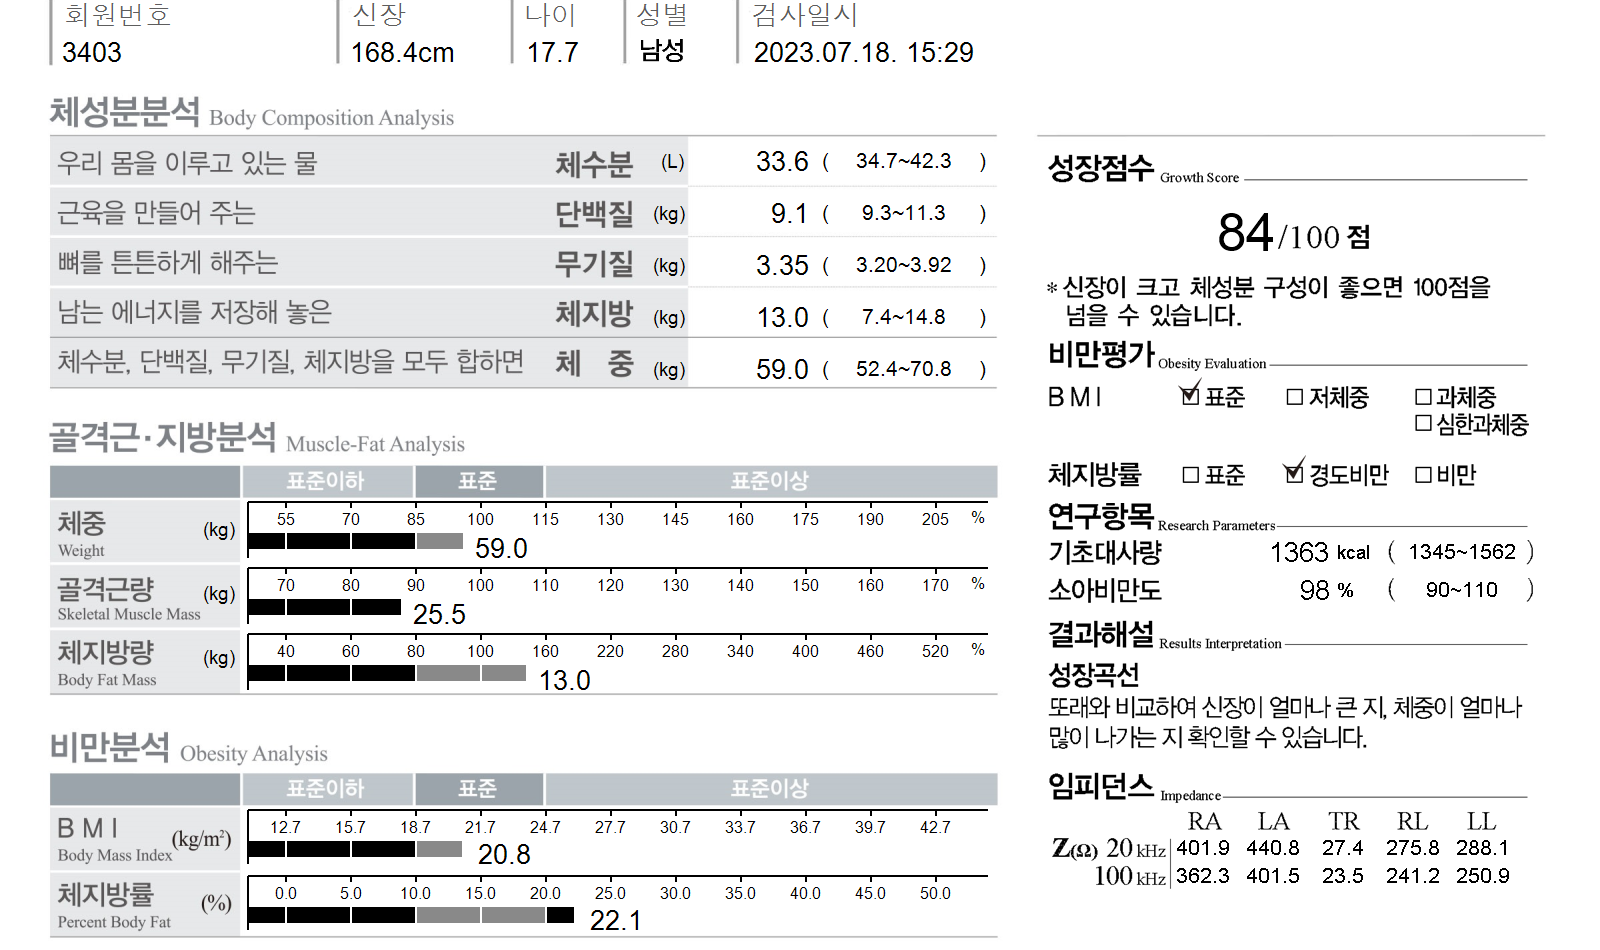 회원번호 신장 나이 성별 검사일시
3403 168.4cm 17.7 남성 2023.07.18. 15:29
체성분분석 Body Composition Analysis
우리 몸을 이루고 있는 물 체수분 (L) 33.6 ( 34.7~42.3 )
근육을 만들어 주는 단백질 (kg) 9.1 ( 9.3~11.3 )
뼈를 튼튼하게 해주는 무기질 (kg) 3.35 ( 3.20~3.92 )
남는 에너지를 저장해 놓은 체지방 (kg) 13.0 ( 7.4~14.8 )
체수분, 단백질, 무기질, 체지방을 모두 합하면 체 중 (kg) 59.0 ( 52.4~70.8 )
골격근·지방분석 Muscle-Fat Analysis
표준이하 표준 표준이상
체중 (kg) 55 70 85 100 115 130 145 160 175 190 205 %
Weight 59.0
골격근량 (kg) 70 80 90 100 110 120 130 140 150 160 170 %
Skeletal Muscle Mass 25.5
체지방량 (kg) 40 60 80 100 160 220 280 340 400 460 520 %
Body Fat Mass 13.0
비만분석 Obesity Analysis
표준이하 표준 표준이상
BMI (kg/m²) 12.7 15.7 18.7 21.7 24.7 27.7 30.7 33.7 36.7 39.7 42.7
Body Mass Index 20.8
체지방률 (%) 0.0 5.0 10.0 15.0 20.0 25.0 30.0 35.0 40.0 45.0 50.0
Percent Body Fat 22.1
성장점수 Growth Score
84/100 점
* 신장이 크고 체성분 구성이 좋으면 100점을
넘을 수 있습니다.
비만평가 Obesity Evaluation
BMI ☑ 표준 ☐ 저체중 ☐ 과체중
☐ 심한과체중
체지방률 ☐ 표준 ☑ 경도비만 ☐ 비만
연구항목 Research Parameters
기초대사량 1363 kcal ( 1345~1562 )
소아비만도 98 % ( 90~110 )
결과해설 Results Interpretation
성장곡선
또래와 비교하여 신장이 얼마나 큰 지, 체중이 얼마나
많이 나가는 지 확인할 수 있습니다.
임피던스 Impedance
RA LA TR RL LL
Z(Ω) 20 kHz 401.9 440.8 27.4 275.8 288.1
100 kHz 362.3 401.5 23.5 241.2 250.9